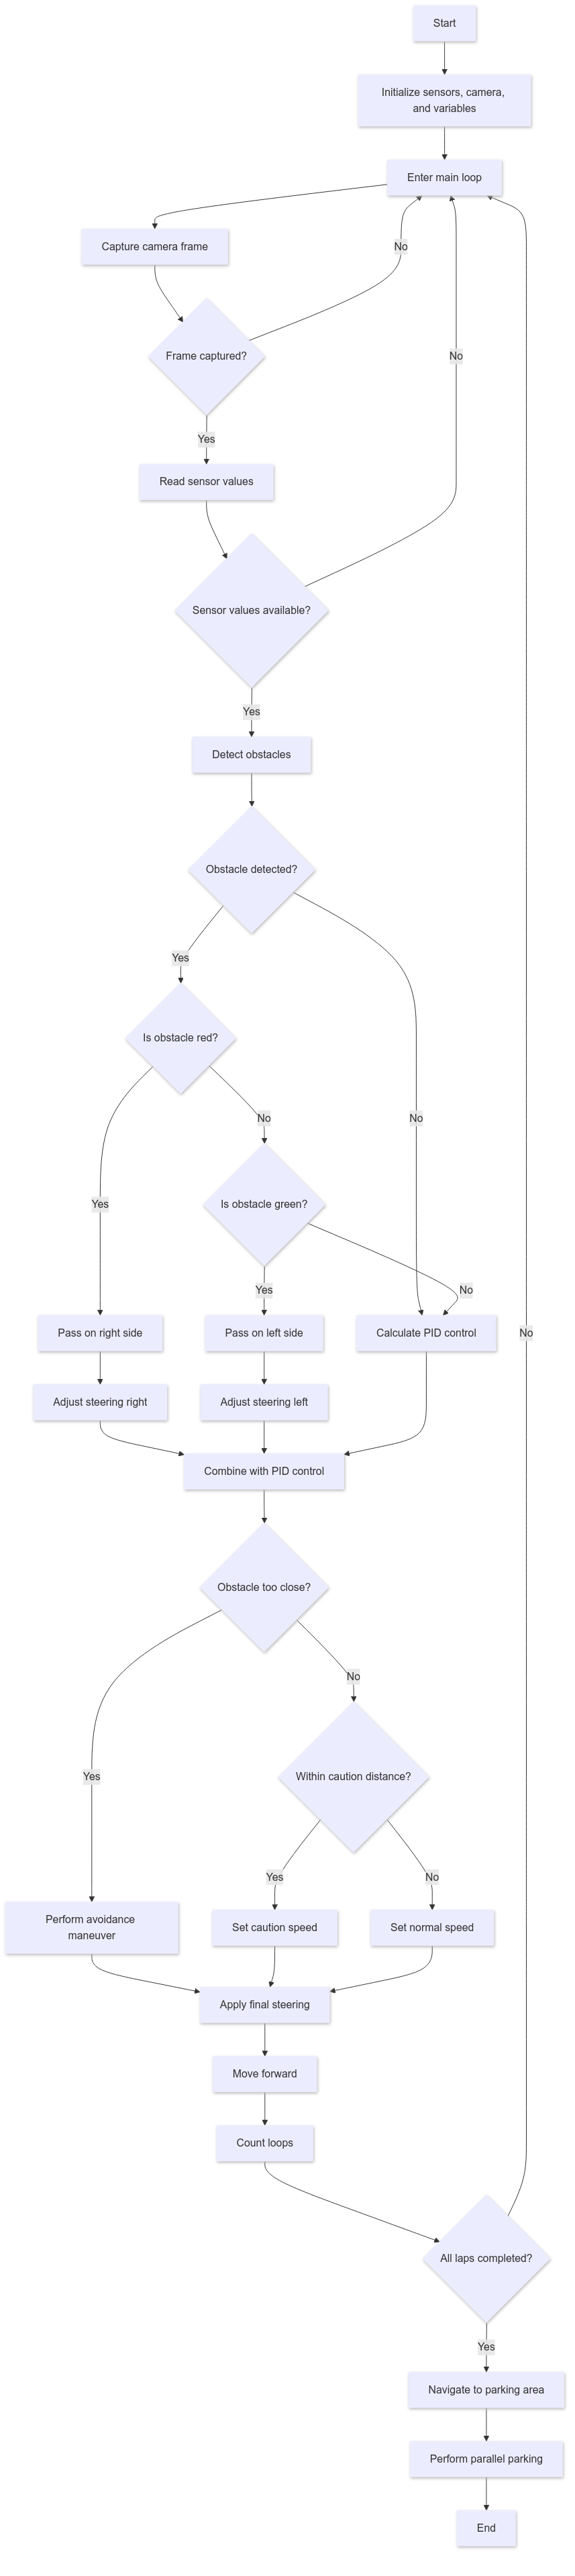 Start
Initialize sensors, camera,
and variables
Enter main loop
Capture camera frame
No
Frame captured?
No
Yes
Read sensor values
Sensor values available?
Yes
Detect obstacles
Obstacle detected?
Yes
Is obstacle red?
No
No
Yes
Is obstacle green?
Yes
No
Pass on right side
Pass on left side
Calculate PID control
No
Adjust steering right
Adjust steering left
Combine with PID control
Obstacle too close?
No
Yes
Within caution distance?
Yes
No
Perform avoidance
maneuver
Set caution speed
Set normal speed
Apply final steering
Move forward
Count loops
All laps completed?
Yes
Navigate to parking area
Perform parallel parking
End